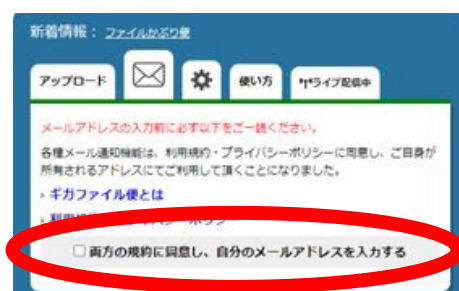 新着情報： ファイルかぶり便
アップロード
使い方
ライブ配信中
メールアドレスの入力前に必ず以下をご一読ください。
各種メール通知機能は、利用規約・プライバシーポリシーに同意し、ご自身が
所有されるアドレスにてご利用して頂くことになりました。
› ギガファイル便とは
両方の規約に同意し、自分のメールアドレスを入力する